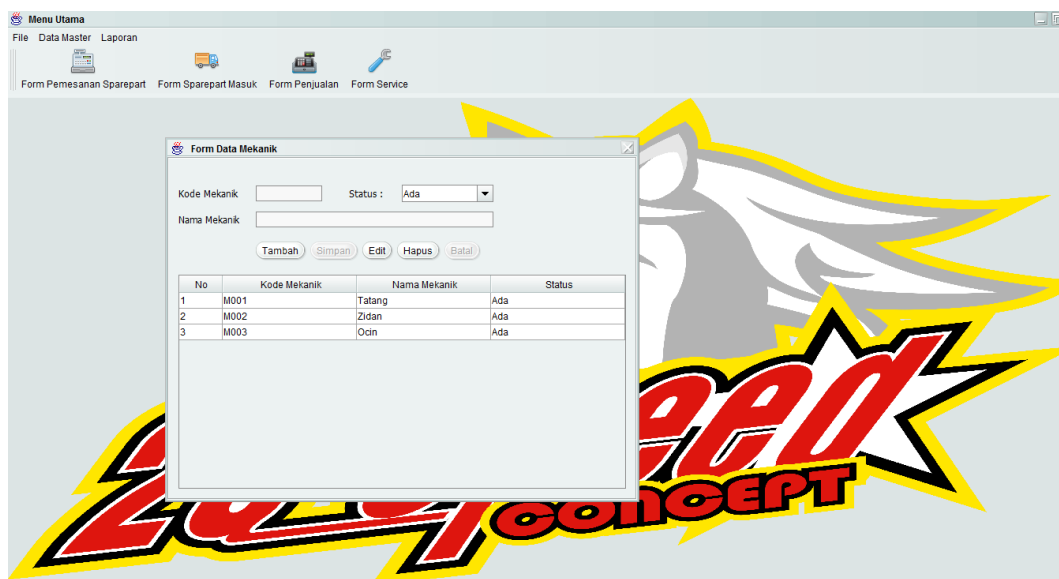 Menu Utama
File Data Master Laporan
Form Pemesanan Sparepart Form Sparepart Masuk Form Penjualan Form Service
Form Data Mekanik
Kode Mekanik Status : Ada
Nama Mekanik
Tambah Simpan Edit Hapus Batal
No Kode Mekanik Nama Mekanik Status
1 M001 Tatang Ada
2 M002 Zidan Ada
3 M003 Ocin Ada
CONCEPT